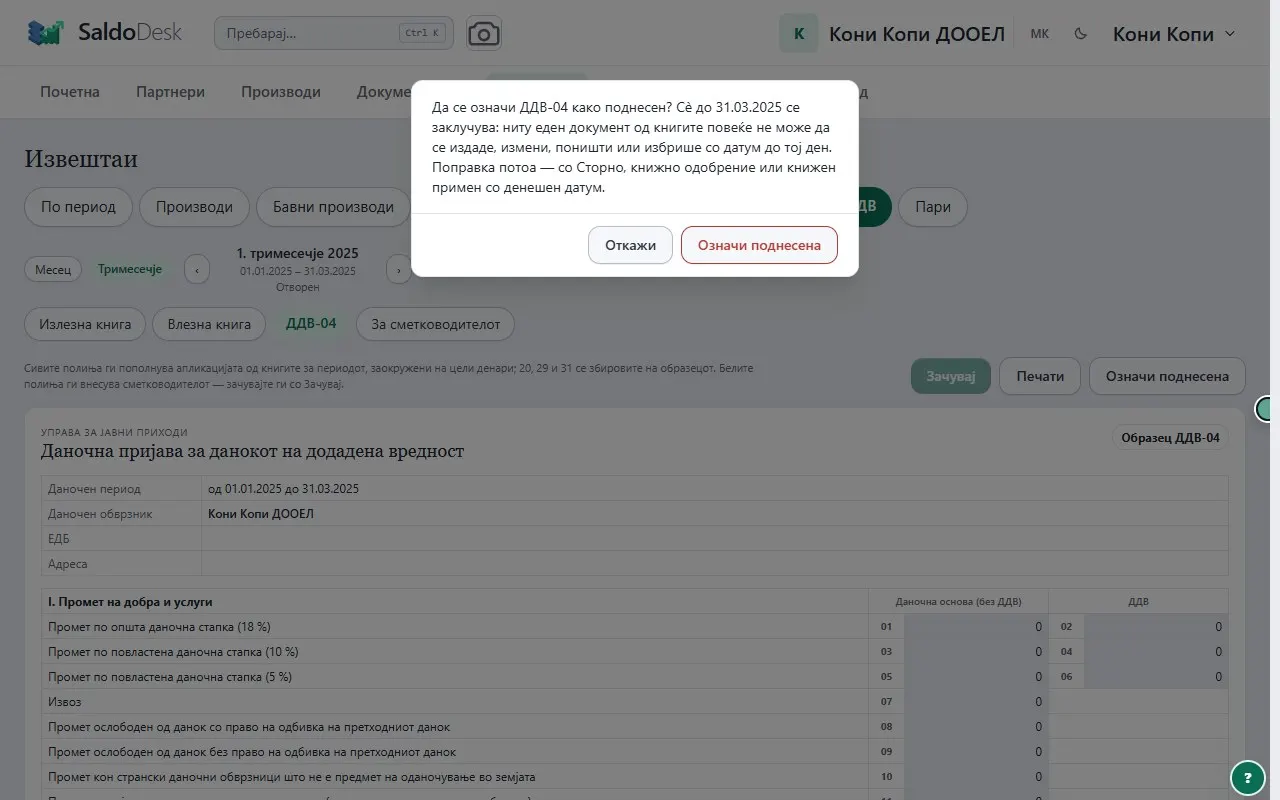 SaldoDesk
Пребарај...
Ctrl K
К
Кони Копи ДООЕЛ
МК
Кони Копи
Почетна
Партнери
Производи
Да се означи ДДВ-04 како поднесен? Сѐ до 31.03.2025 се
заклучува: ниту еден документ од книгите повеќе не може да
се издаде, измени, поништи или избрише со датум до тој ден.
Поправка потоа — со Сторно, книжно одобрение или книжен
примен со денешен датум.
Откажи
Означи поднесена
Извештаи
По период
Производи
Бавни производи
Пари
Месец
Тримесечје
‹
1. тримесечје 2025
01.01.2025 – 31.03.2025
Отворен
›
Излезна книга
Влезна книга
ДДВ-04
За сметководителот
Сивите полиња ги пополнува апликацијата од книгите за периодот, заокружени на цели денари; 20, 29 и 31 се збировите на образецот. Белите
полиња ги внесува сметководителот — зачувајте ги со Зачувај.
Зачувај
Печати
Означи поднесена
УПРАВА ЗА ЈАВНИ ПРИХОДИ
Даночна пријава за данокот на додадена вредност
Образец ДДВ-04
Даночен период од 01.01.2025 до 31.03.2025
Даночен обврзник Кони Копи ДООЕЛ
ЕДБ
Адреса
I. Промет на добра и услуги Даночна основа (без ДДВ) ДДВ
Промет по општа даночна стапка (18 %) 01 0 02 0
Промет по повластена даночна стапка (10 %) 03 0 04 0
Промет по повластена даночна стапка (5 %) 05 0 06 0
Извоз 07 0
Промет ослободен од данок со право на одбивка на претходниот данок 08 0
Промет ослободен од данок без право на одбивка на претходниот данок 09 0
Промет кон странски даночни обврзници што не е предмет на оданочување во земјата 10 0
?